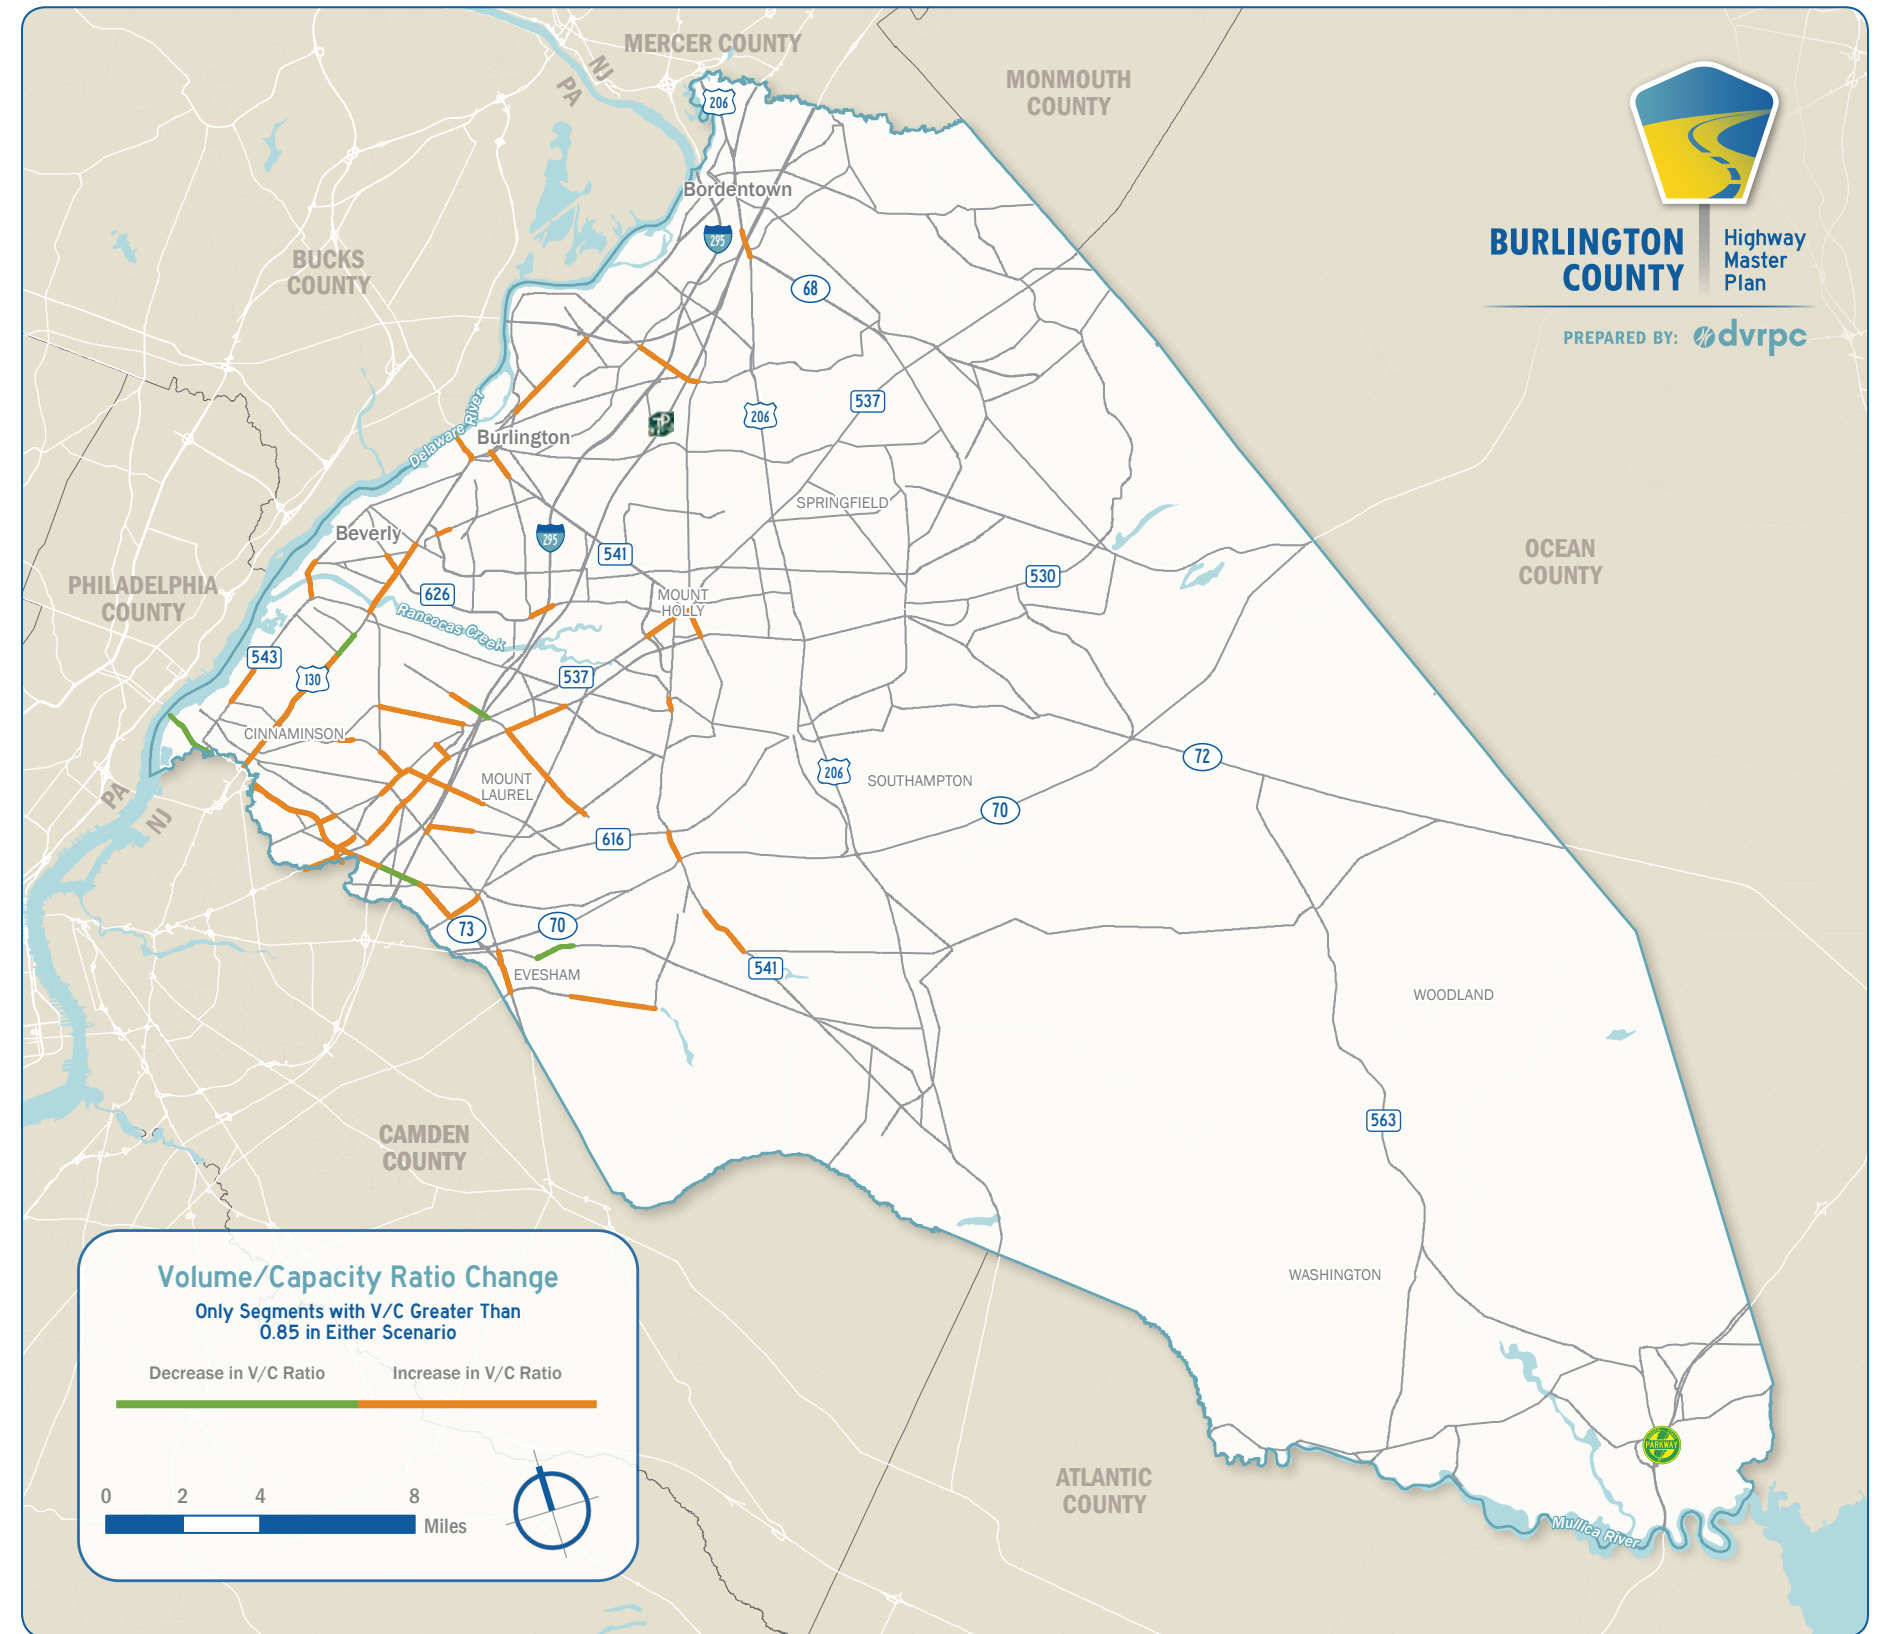 MERCER COUNTY
NJ
PA
MONMOUTH
COUNTY
206
Bordentown
295
68
BUCKS
COUNTY
BURLINGTON
COUNTY
Highway
Master
Plan
PREPARED BY: dvrpc
537
206
TP
Delaware River
Burlington
SPRINGFIELD
Beverly
295
541
OCEAN
COUNTY
530
PHILADELPHIA
COUNTY
626
MOUNT
HOLLY
Rancocas Creek
543
130
537
CINNAMINSON
72
206
SOUTHAMPTON
MOUNT
LAUREL
PA
NJ
70
616
73
70
541
EVESHAM
WOODLAND
563
CAMDEN
COUNTY
WASHINGTON
PARKWAY
ATLANTIC
COUNTY
Mullica River
Volume/Capacity Ratio Change
Only Segments with V/C Greater Than
0.85 in Either Scenario
Decrease in V/C Ratio
Increase in V/C Ratio
0 2 4 8
Miles